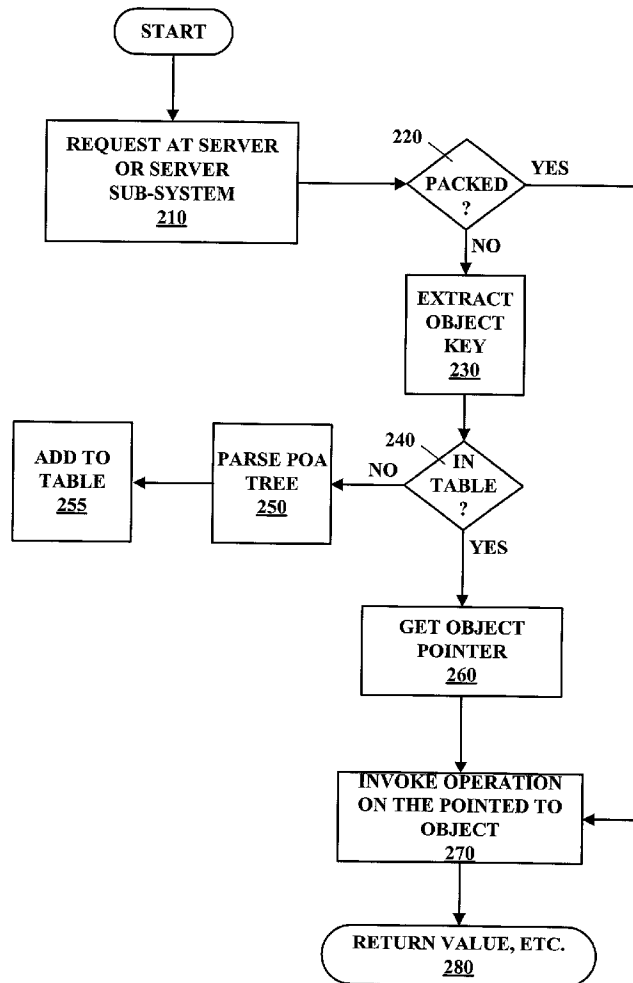 START
REQUEST AT SERVER
OR SERVER
SUB-SYSTEM
210
220
PACKED
?
YES
NO
EXTRACT
OBJECT
KEY
230
240
IN
TABLE
?
NO
YES
PARSE POA
TREE
250
ADD TO
TABLE
255
GET OBJECT
POINTER
260
INVOKE OPERATION
ON THE POINTED TO
OBJECT
270
RETURN VALUE, ETC.
280